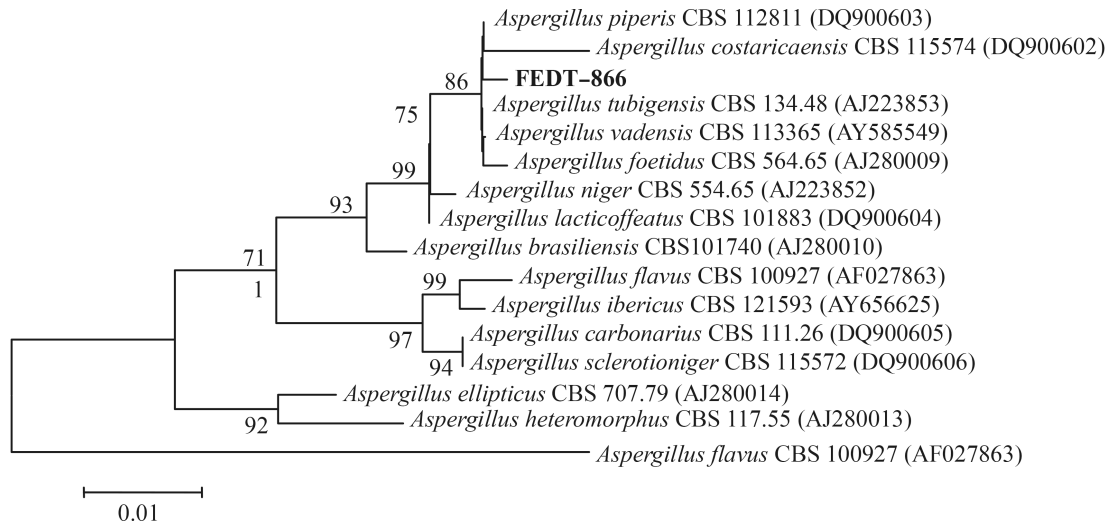 Aspergillus piperis CBS 112811 (DQ900603)
Aspergillus costaricaensis CBS 115574 (DQ900602)
86
FEDT-866
Aspergillus tubigensis CBS 134.48 (AJ223853)
75
Aspergillus vadensis CBS 113365 (AY585549)
Aspergillus foetidus CBS 564.65 (AJ280009)
99
Aspergillus niger CBS 554.65 (AJ223852)
93
Aspergillus lacticoffeatus CBS 101883 (DQ900604)
Aspergillus brasiliensis CBS101740 (AJ280010)
71
1
99
Aspergillus flavus CBS 100927 (AF027863)
Aspergillus ibericus CBS 121593 (AY656625)
97
Aspergillus carbonarius CBS 111.26 (DQ900605)
94
Aspergillus sclerotioniger CBS 115572 (DQ900606)
Aspergillus ellipticus CBS 707.79 (AJ280014)
92
Aspergillus heteromorphus CBS 117.55 (AJ280013)
Aspergillus flavus CBS 100927 (AF027863)
0.01